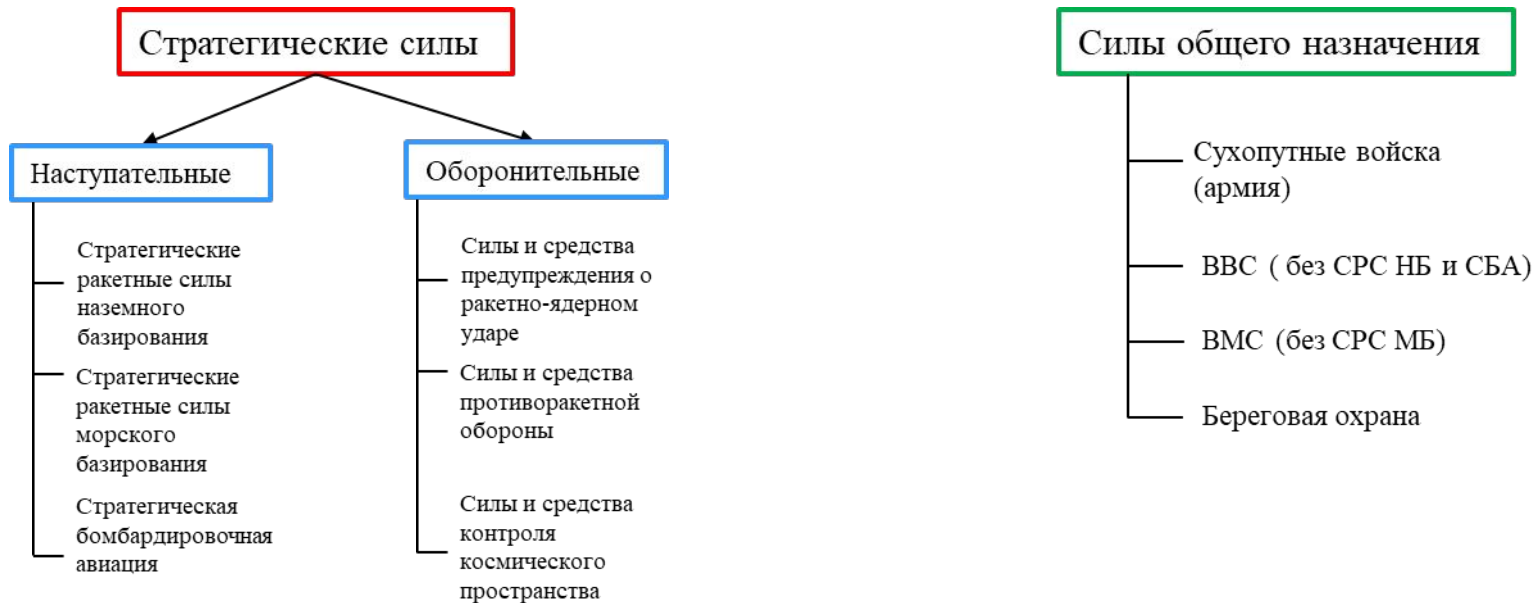 Стратегические силы
Наступательные
Стратегические
ракетные силы
наземного
базирования
Стратегические
ракетные силы
морского
базирования
Стратегическая
бомбардировочная
авиация
Оборонительные
Силы и средства
предупреждения о
ракетно-ядерном
ударе
Силы и средства
противоракетной
обороны
Силы и средства
контроля
космического
пространства
Силы общего назначения
Сухопутные войска
(армия)
ВВС ( без СРС НБ и СБА)
ВМС (без СРС МБ)
Береговая охрана